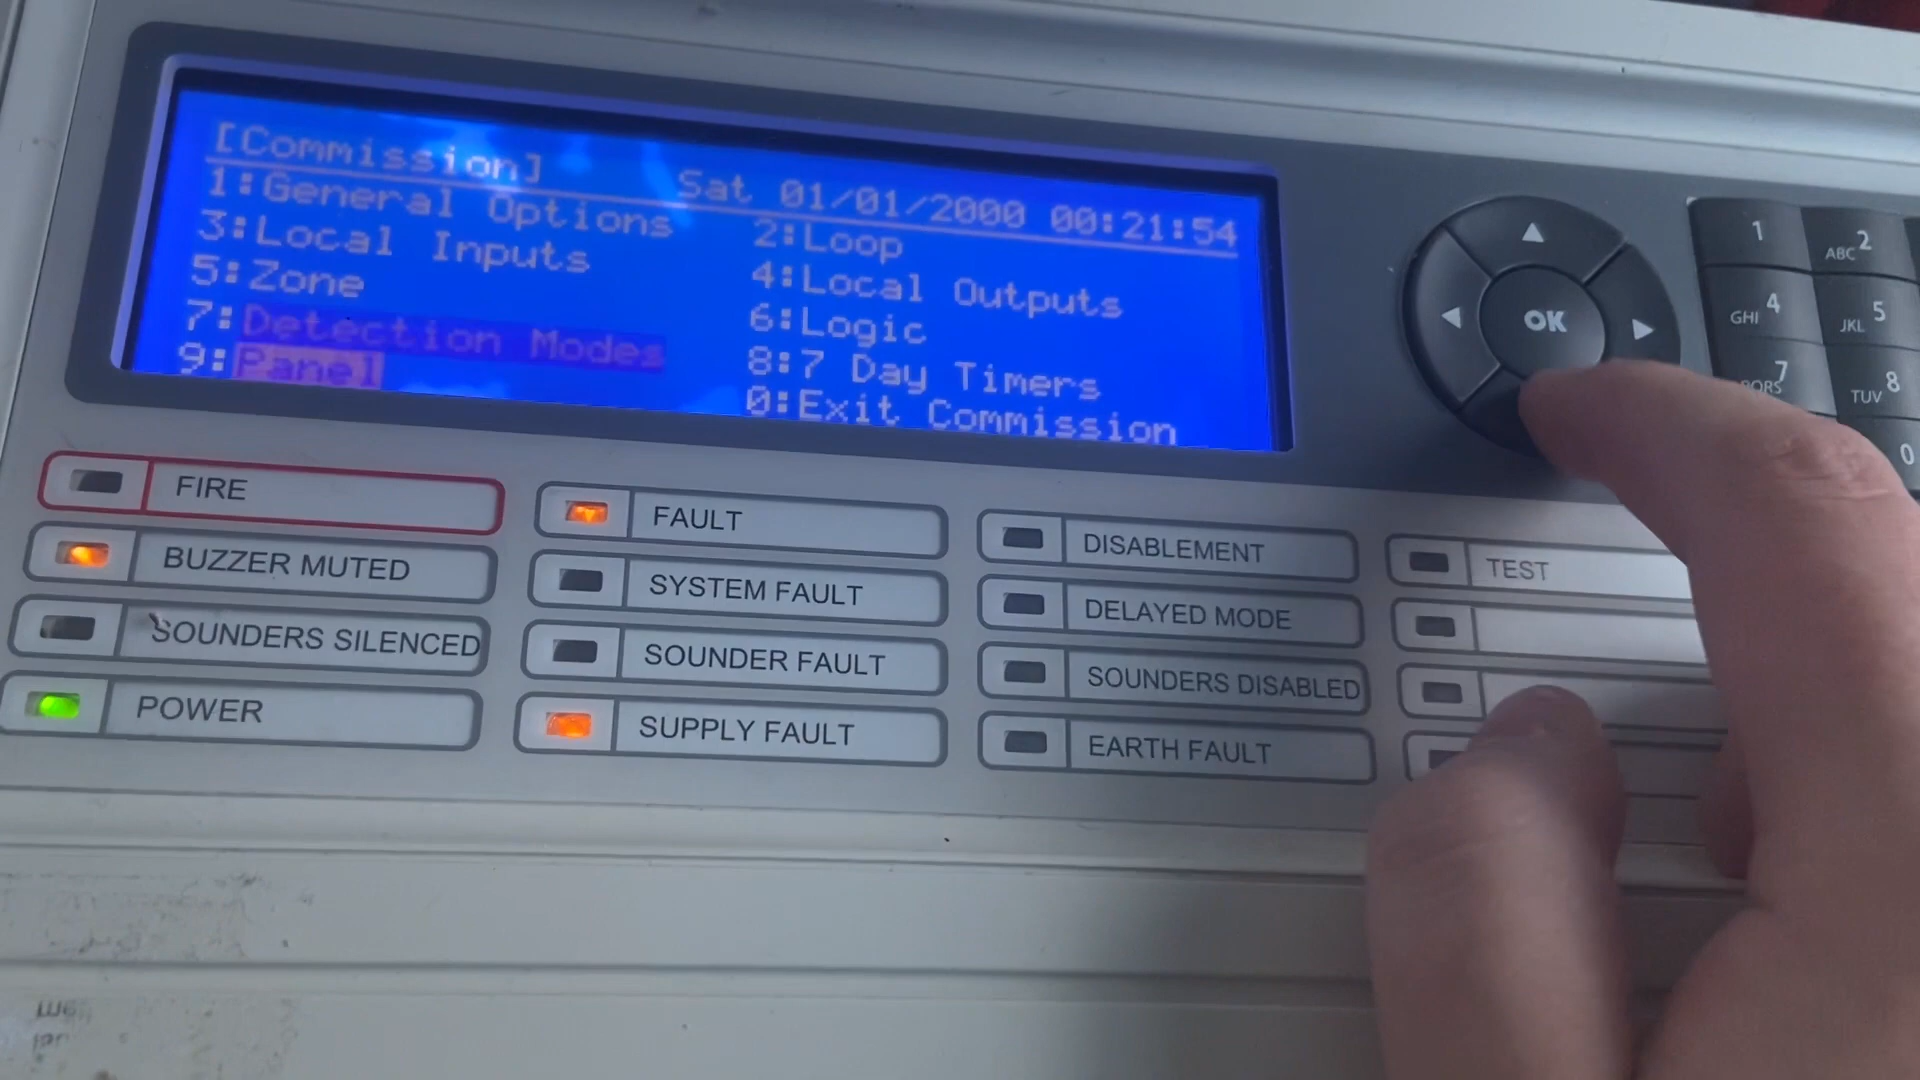 [Commission] Sat 01/01/2000 00:21:54
1:General Options 2:Loop
3:Local Inputs 4:Local Outputs
5:Zone 6:Logic
7:Detection Modes 8:7 Day Timers
9:Panel 0:Exit Commission
OK
1 ABC 2
GHI 4 JKL 5
7 TUV 8
0
FIRE FAULT DISABLEMENT TEST
BUZZER MUTED SYSTEM FAULT DELAYED MODE
SOUNDERS SILENCED SOUNDER FAULT SOUNDERS DISABLED
POWER SUPPLY FAULT EARTH FAULT